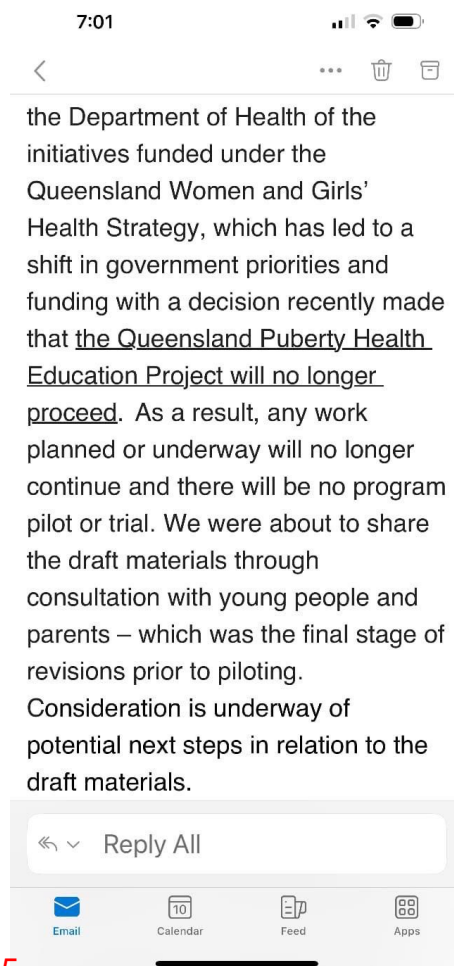 7:01
the Department of Health of the
initiatives funded under the
Queensland Women and Girls’
Health Strategy, which has led to a
shift in government priorities and
funding with a decision recently made
that the Queensland Puberty Health
Education Project will no longer
proceed.  As a result, any work
planned or underway will no longer
continue and there will be no program
pilot or trial. We were about to share
the draft materials through
consultation with young people and
parents – which was the final stage of
revisions prior to piloting.
Consideration is underway of
potential next steps in relation to the
draft materials.
Reply All
10
Email Calendar Feed Apps